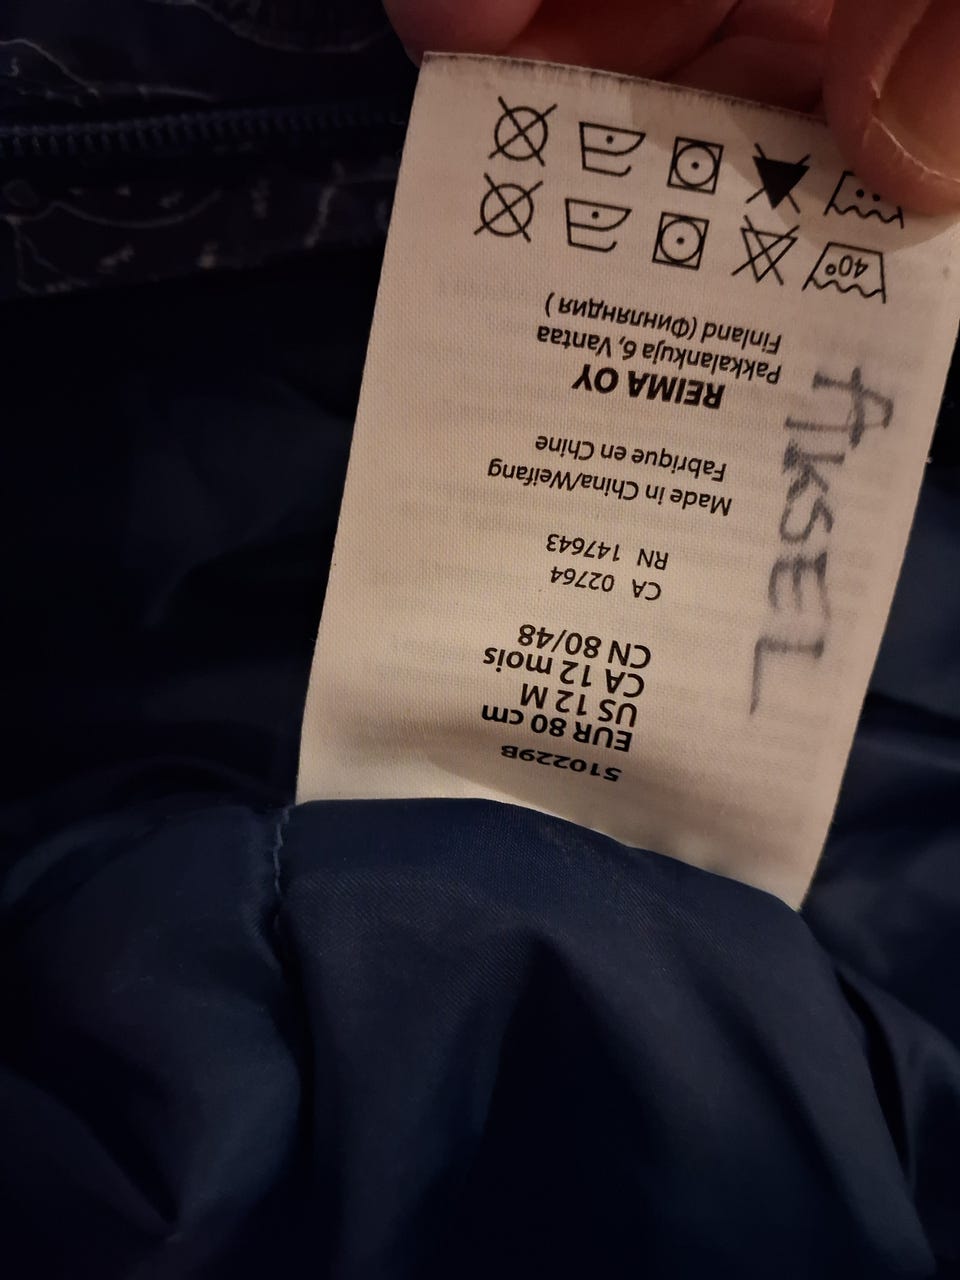 510229B
EUR 80 cm
US 12 M
CA 12 mois
CN 80/48
CA 02764
RN 147643
Made in China/Weifang
Fabrique en Chine
REIMA OY
Pakkalankuja 6, Vantaa
Finland (Финляндия )
40°
AKSEL